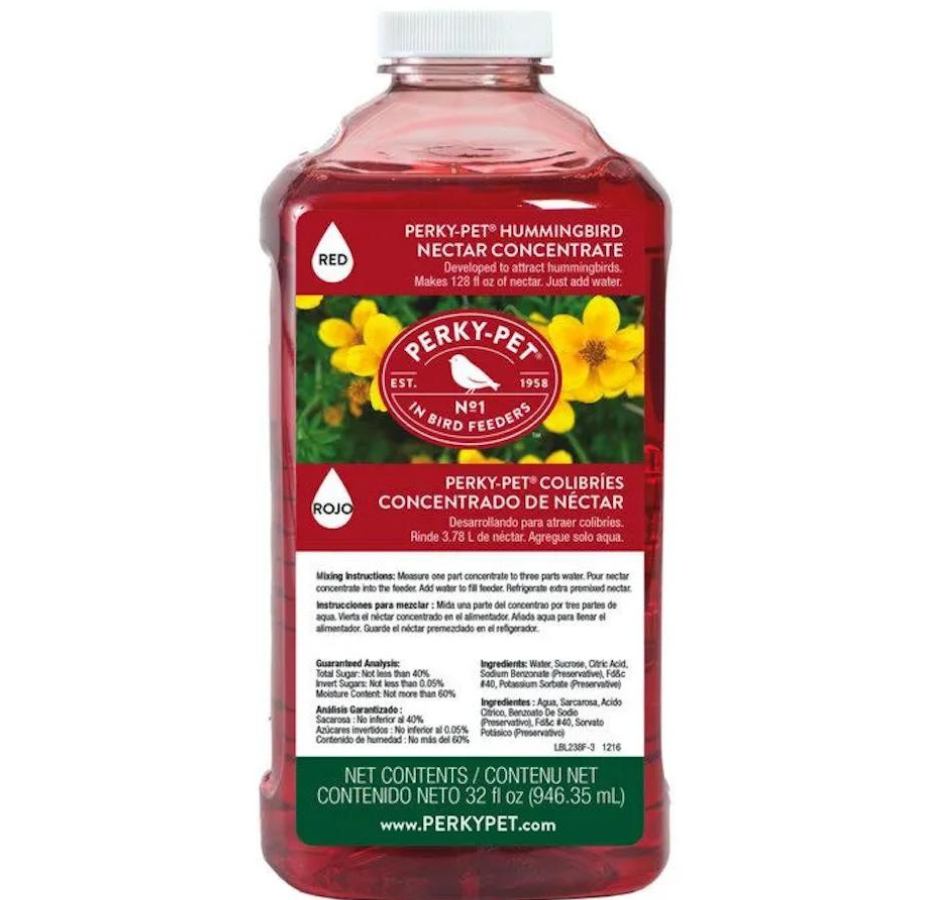 RED
PERKY-PET® HUMMINGBIRD
NECTAR CONCENTRATE
Developed to attract hummingbirds.
Makes 128 fl oz of nectar. Just add water.
PERKY-PET®
EST. 1958
Nº1
IN BIRD FEEDERS
TM
ROJO
PERKY-PET® COLIBRÍES
CONCENTRADO DE NÉCTAR
Desarrollando para atraer colibries.
Rinde 3.78 L de néctar. Agregue solo aqua.
Mixing Instructions: Measure one part concentrate to three parts water. Pour nectar
concentrate into the feeder. Add water to fill feeder. Refrigerate extra premixed nectar.
Instrucciones para mezclar : Mida una parte del concentrao por tres partes de
aqua. Vierta el néctar concentrado en el alimentador. Añada aqua para llenar el
alimentador. Guarde el néctar premezclado en el refigerador.
Guaranteed Analysis:
Total Sugar: Not less than 40%
Invert Sugars: Not less than 0.05%
Moisture Content: Not more than 60%
Análisis Garantizado :
Sacarosa : No inferior al 40%
Azúcares invertidos : No inferior al 0.05%
Contenido de humedad : No más del 60%
Ingredients: Water, Sucrose, Citric Acid,
Sodium Benzonate (Preservative), Fd&c
#40, Potassium Sorbate (Preservative)
Ingredientes : Agua, Sarcarosa, Acido
Citrico, Benzoato De Sodio
(Preservativo), Fd&c #40, Sorvato
Potásico (Preservativo)
LBL238F-3 1216
NET CONTENTS / CONTENU NET
CONTENIDO NETO 32 fl oz (946.35 mL)
www.PERKYPET.com